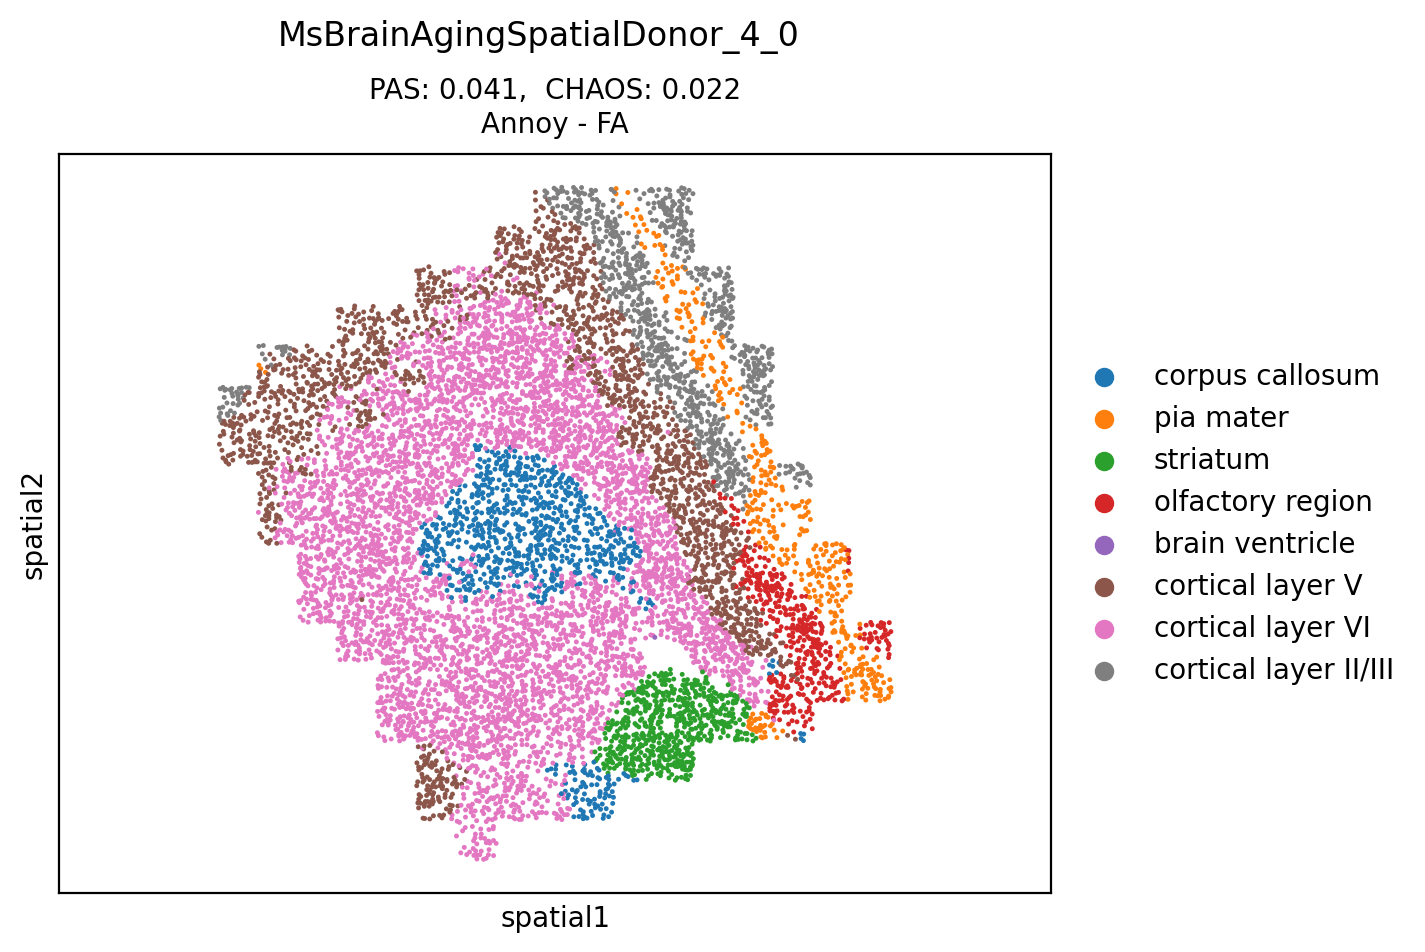 MsBrainAgingSpatialDonor_4_0
PAS: 0.041,  CHAOS: 0.022
Annoy - FA
spatial2
spatial1
corpus callosum
pia mater
striatum
olfactory region
brain ventricle
cortical layer V
cortical layer VI
cortical layer II/III